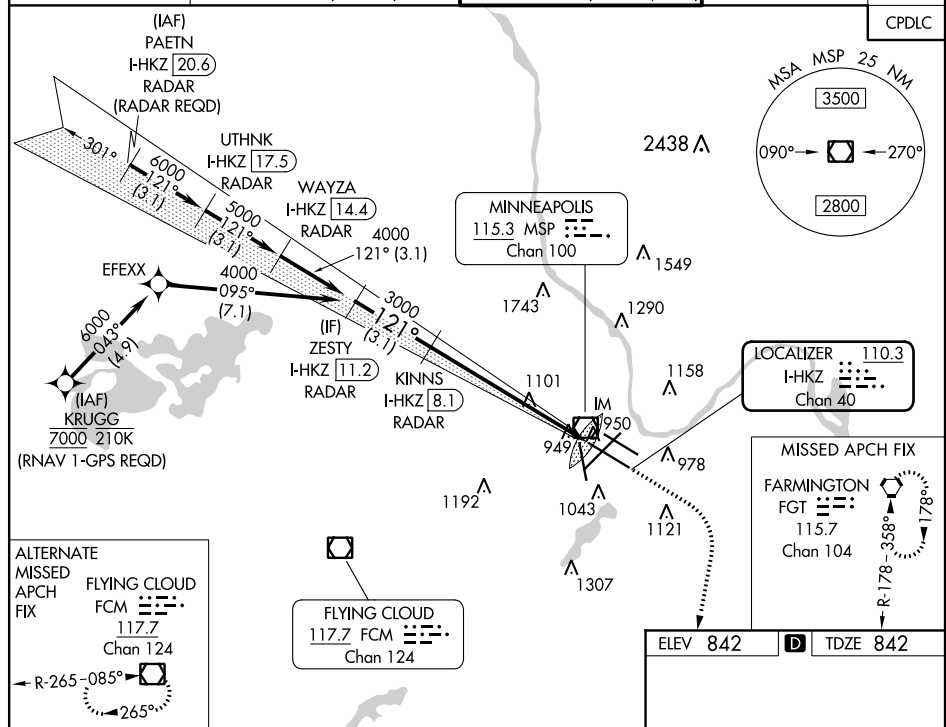 CPDLC
(IAF)
PAETN
I-HKZ 20.6
RADAR
(RADAR REQD)
301°
6000
121°
(3.1)
UTHNK
I-HKZ 17.5
RADAR
5000
121°
(3.1)
WAYZA
I-HKZ 14.4
RADAR
4000
121° (3.1)
MSA MSP 25 NM
3500
090°
270°
2800
2438
MINNEAPOLIS
115.3 MSP
Chan 100
1549
1743
1290
EFEXX
4000
095°
(7.1)
6000
043°
(4.9)
(IAF)
KRUGG
7000 210K
(RNAV 1-GPS REQD)
3000
121°
(3.1)
(IF)
ZESTY
I-HKZ 11.2
RADAR
KINNS
I-HKZ 8.1
RADAR
1101
1158
LOCALIZER 110.3
I-HKZ
Chan 40
IM
950
949
978
1192
1043
1121
1307
MISSED APCH FIX
FARMINGTON
FGT
115.7
Chan 104
178°
R-178
358°
ALTERNATE
MISSED
APCH
FIX
FLYING CLOUD
FCM
117.7
Chan 124
R-265
085°
265°
FLYING CLOUD
117.7 FCM
Chan 124
ELEV 842
D
TDZE 842